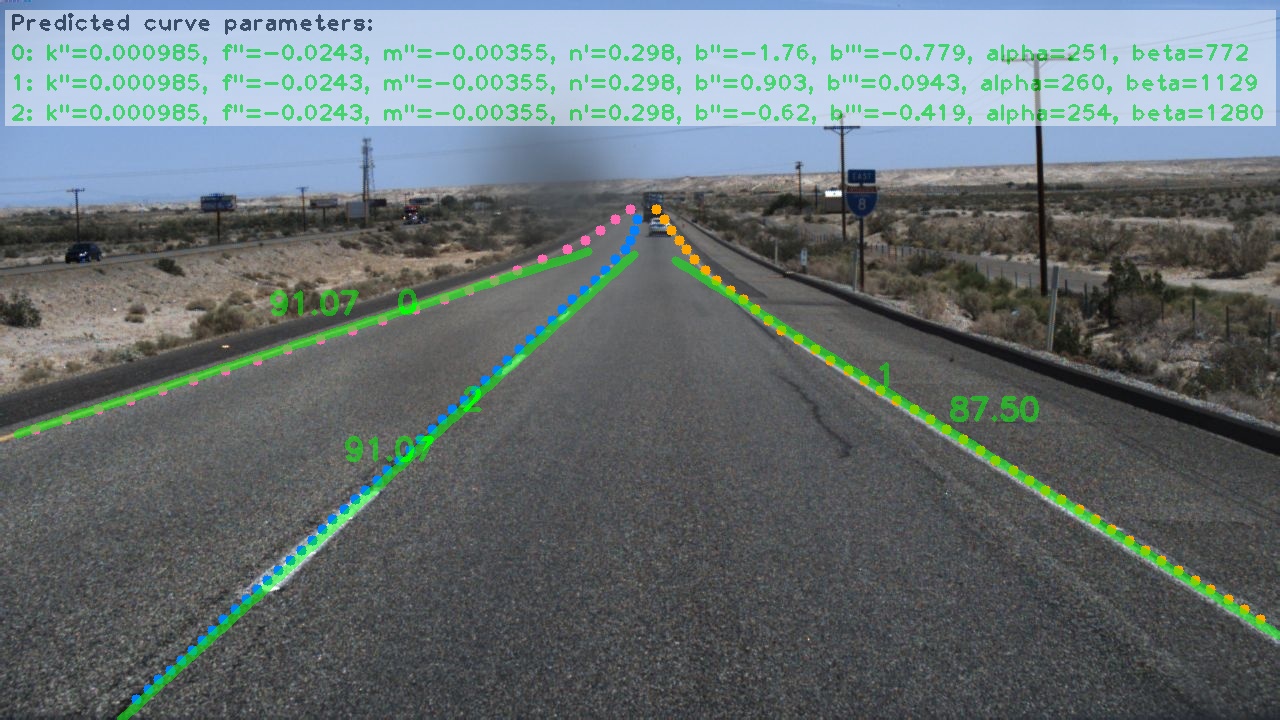 Predicted curve parameters:
0: k''=0.000985, f''=-0.0243, m''=-0.00355, n'=0.298, b''=-1.76, b'''=-0.779, alpha=251, beta=772
1: k''=0.000985, f''=-0.0243, m''=-0.00355, n'=0.298, b''=0.903, b'''=0.0943, alpha=260, beta=1129
2: k''=0.000985, f''=-0.0243, m''=-0.00355, n'=0.298, b''=-0.62, b'''=-0.419, alpha=254, beta=1280
EAST
8
91.07 0
1
2
87.50
91.07